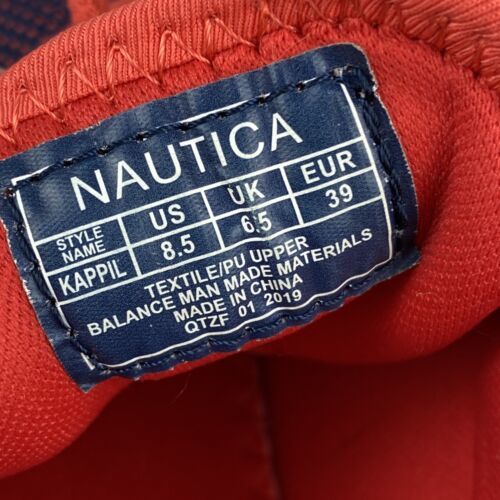 NAUTICA
STYLE NAME US UK EUR
KAPPIL 8.5 6.5 39
TEXTILE/PU UPPER
BALANCE MAN MADE MATERIALS
MADE IN CHINA
QTZF 01 2019